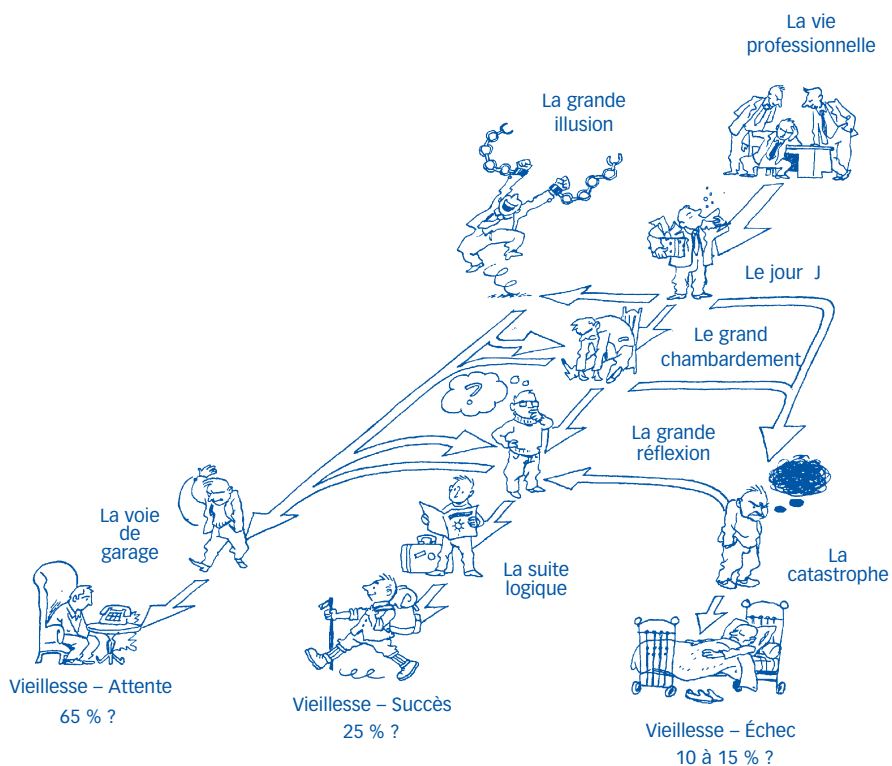 La vie
professionnelle
La grande
illusion
Le jour J
Le grand
chambardement
?
La grande
réflexion
La voie
de
garage
La suite
logique
La
catastrophe
Vieillesse – Attente
65 % ?
Vieillesse – Succès
25 % ?
Vieillesse – Échec
10 à 15 % ?